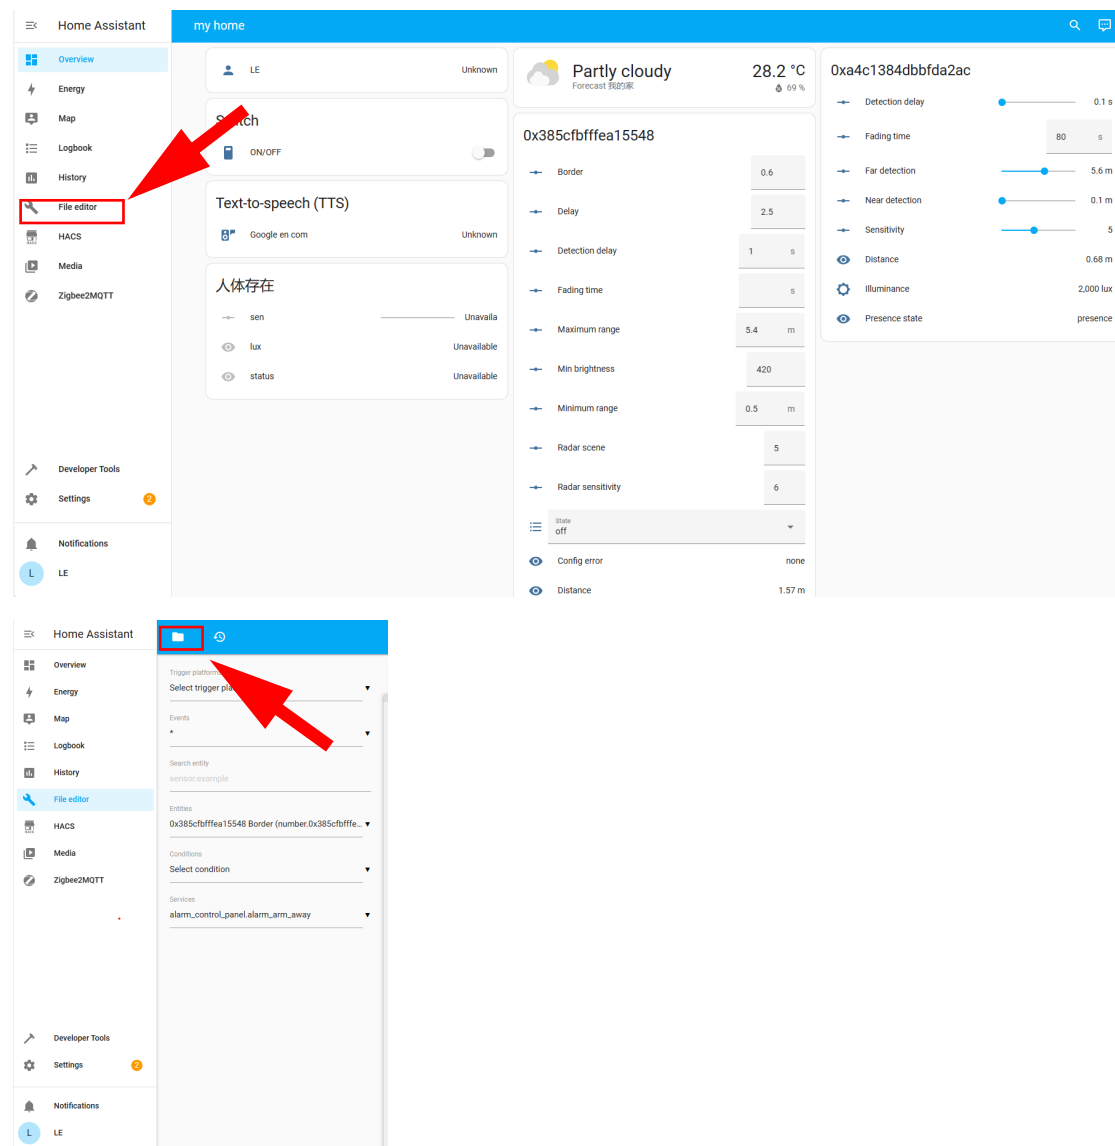 Home Assistant
my home
Overview
Energy
Map
Logbook
History
File editor
HACS
Media
Zigbee2MQTT
Developer Tools
Settings 2
Notifications
L LE
LE Unknown
ON/OFF
Text-to-speech (TTS)
Google en com Unknown
人体存在
sen Unavaila
lux Unavailable
status Unavailable
Partly cloudy 28.2 °C
Forecast 我的家 69 %
0x385cfbfffea15548
Border 0.6
Delay 2.5
Detection delay 1 s
Fading time s
Maximum range 5.4 m
Min brightness 420
Minimum range 0.5 m
Radar scene 5
Radar sensitivity 6
State
off
Config error none
Distance 1.57 m
0xa4c1384dbbfda2ac
Detection delay 0.1 s
Fading time 80 s
Far detection 5.6 m
Near detection 0.1 m
Sensitivity 5
Distance 0.68 m
Illuminance 2,000 lux
Presence state presence
Home Assistant
Overview
Energy
Map
Logbook
History
File editor
HACS
Media
Zigbee2MQTT
Developer Tools
Settings 2
Notifications
L LE
Trigger platforms
Select trigger
Events
*
Search entity
sensor.example
Entities
0x385cfbfffea15548 Border (number.0x385cfbfffe...
Conditions
Select condition
Services
alarm_control_panel.alarm_arm_away